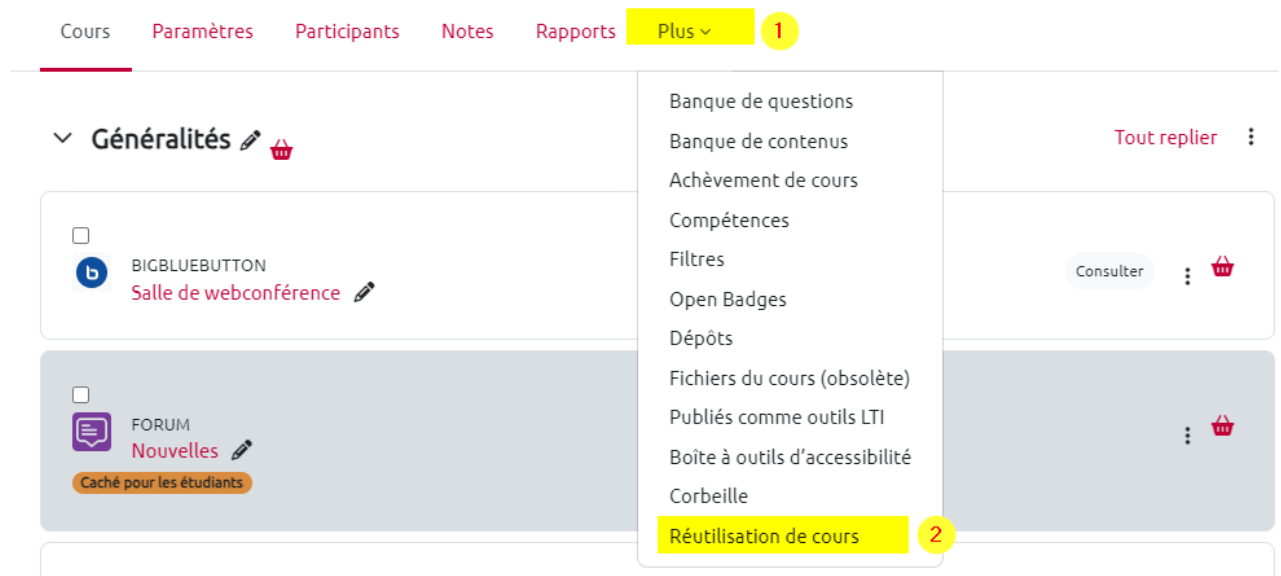 Cours Paramètres Participants Notes Rapports Plus 1
Banque de questions
Banque de contenus
Achèvement de cours
Compétences
Filtres
Open Badges
Dépôts
Fichiers du cours (obsolète)
Publiés comme outils LTI
Boîte à outils d’accessibilité
Corbeille
Réutilisation de cours 2
Généralités
Tout replier
BIGBLUEBUTTON
Salle de webconférence
Consulter
FORUM
Nouvelles
Caché pour les étudiants